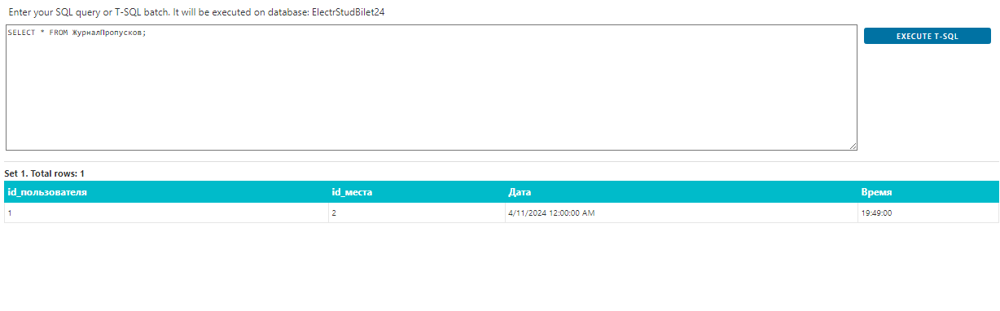 Enter your SQL query or T-SQL batch. It will be executed on database: ElectrStudBilet24
SELECT * FROM ЖурналПропусков;
EXECUTE T-SQL
Set 1. Total rows: 1
id_пользователя id_места Дата Время
1 2 4/11/2024 12:00:00 AM 19:49:00